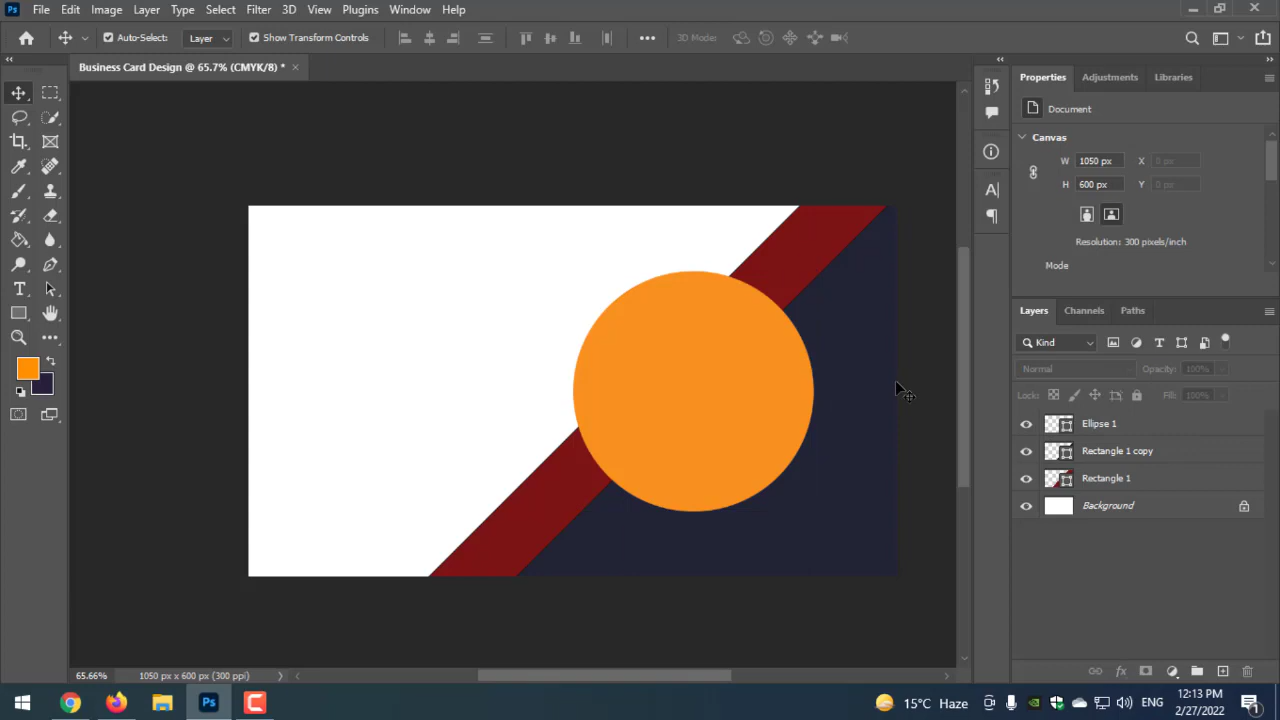 Ps File Edit Image Layer Type Select Filter 3D View Plugins Window Help
Auto-Select: Layer Show Transform Controls 3D Mode:
Business Card Design @ 65.7% (CMYK/8) *
Properties Adjustments Libraries
Document
Canvas
W 1050 px X 0 px
H 600 px Y 0 px
Resolution: 300 pixels/inch
Mode
Layers Channels Paths
Kind
Normal Opacity: 100%
Lock: Fill: 100%
Ellipse 1
Rectangle 1 copy
Rectangle 1
Background
fx
65.66% 1050 px x 600 px (300 ppi)
Ps 15°C Haze ENG 12:13 PM
2/27/2022
1